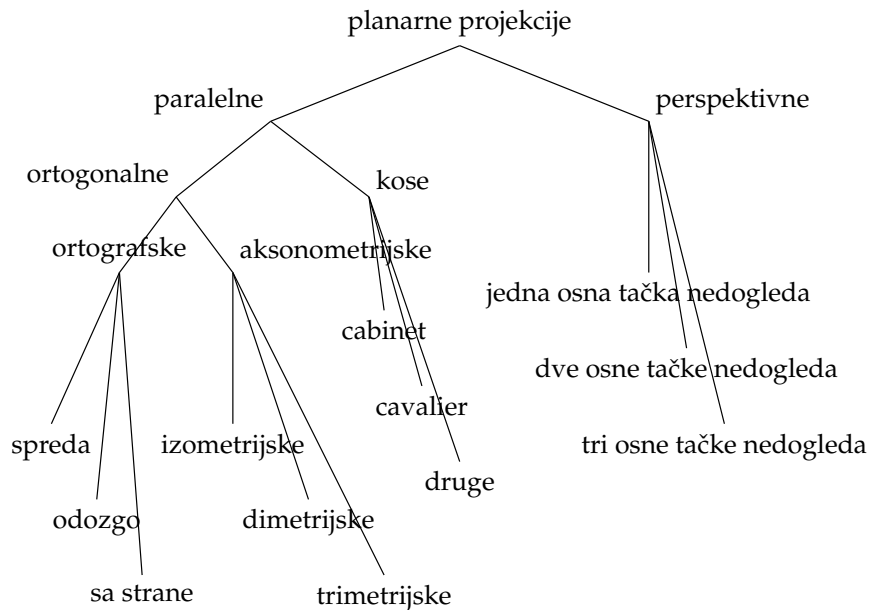 planarne projekcije
paralelne
perspektivne
ortogonalne
kose
ortografske
aksonometrijske
jedna osna tačka nedogleda
cabinet
dve osne tačke nedogleda
cavalier
spreda
izometrijske
tri osne tačke nedogleda
druge
odozgo
dimetrijske
sa strane
trimetrijske